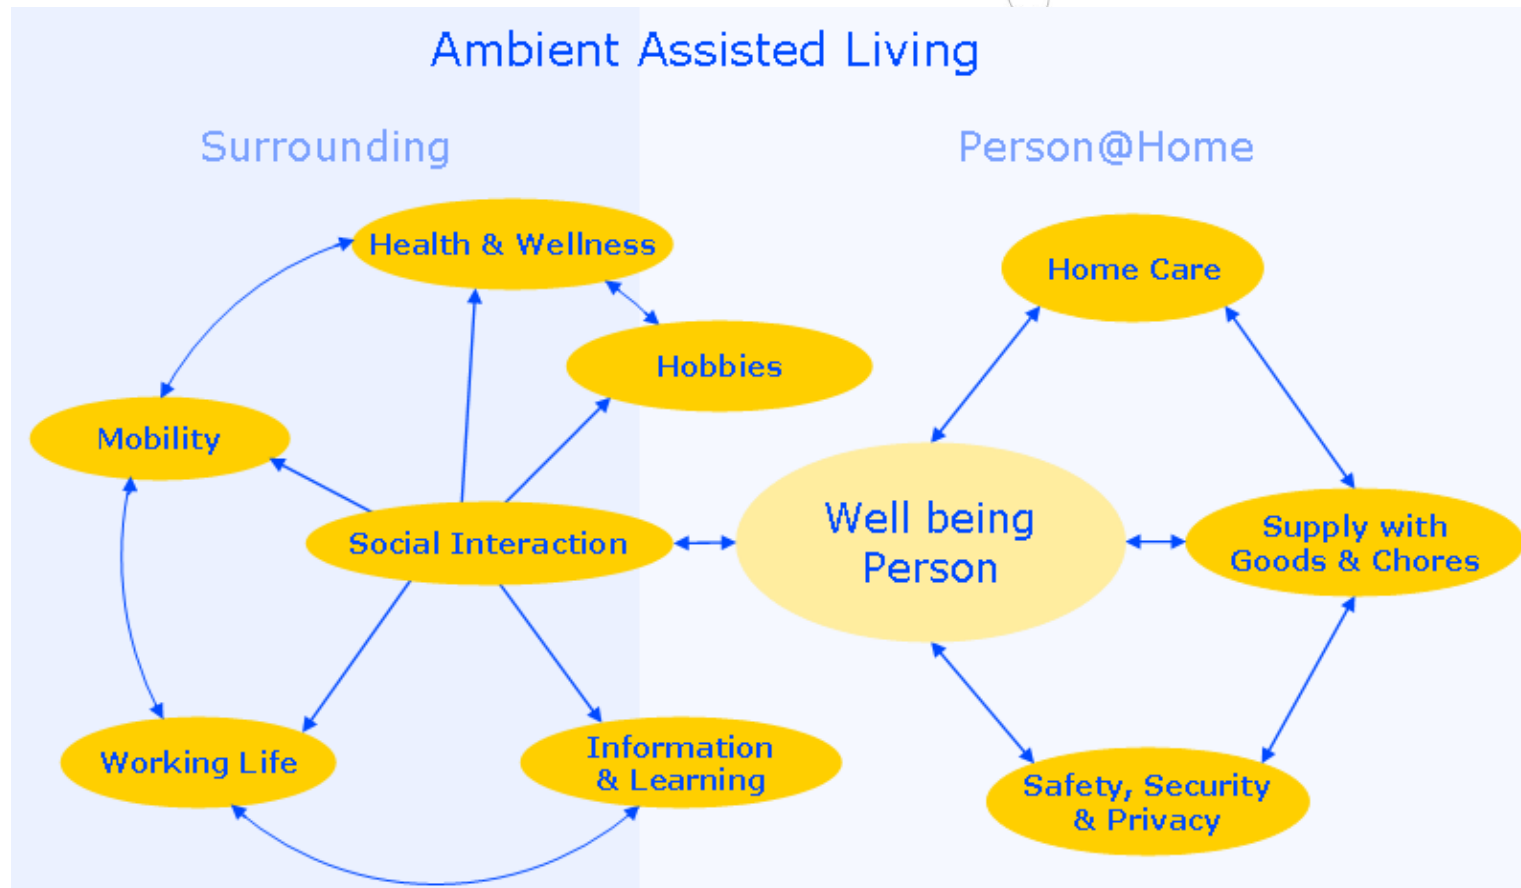 Ambient Assisted Living
Surrounding
Person@Home
Health & Wellness
Home Care
Hobbies
Mobility
Social Interaction
Well being
Person
Supply with
Goods & Chores
Working Life
Information
& Learning
Safety, Security
& Privacy